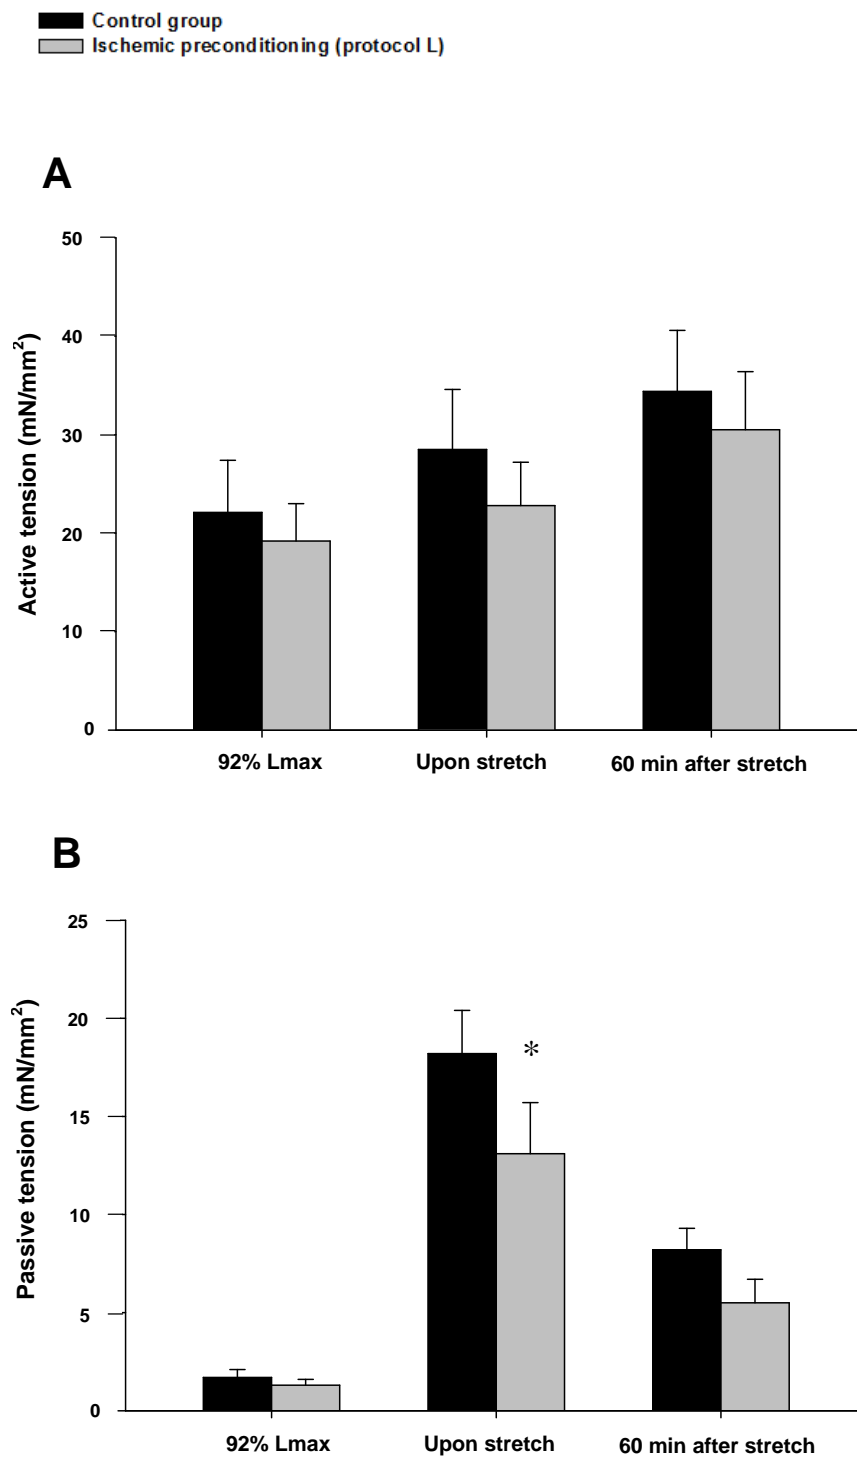 Control group
Ischemic preconditioning (protocol L)
A
50
40
30
20
10
0
Active tension (mN/mm²)
92% Lmax Upon stretch 60 min after stretch
B
25
20
15
10
5
0
Passive tension (mN/mm²)
*
92% Lmax Upon stretch 60 min after stretch